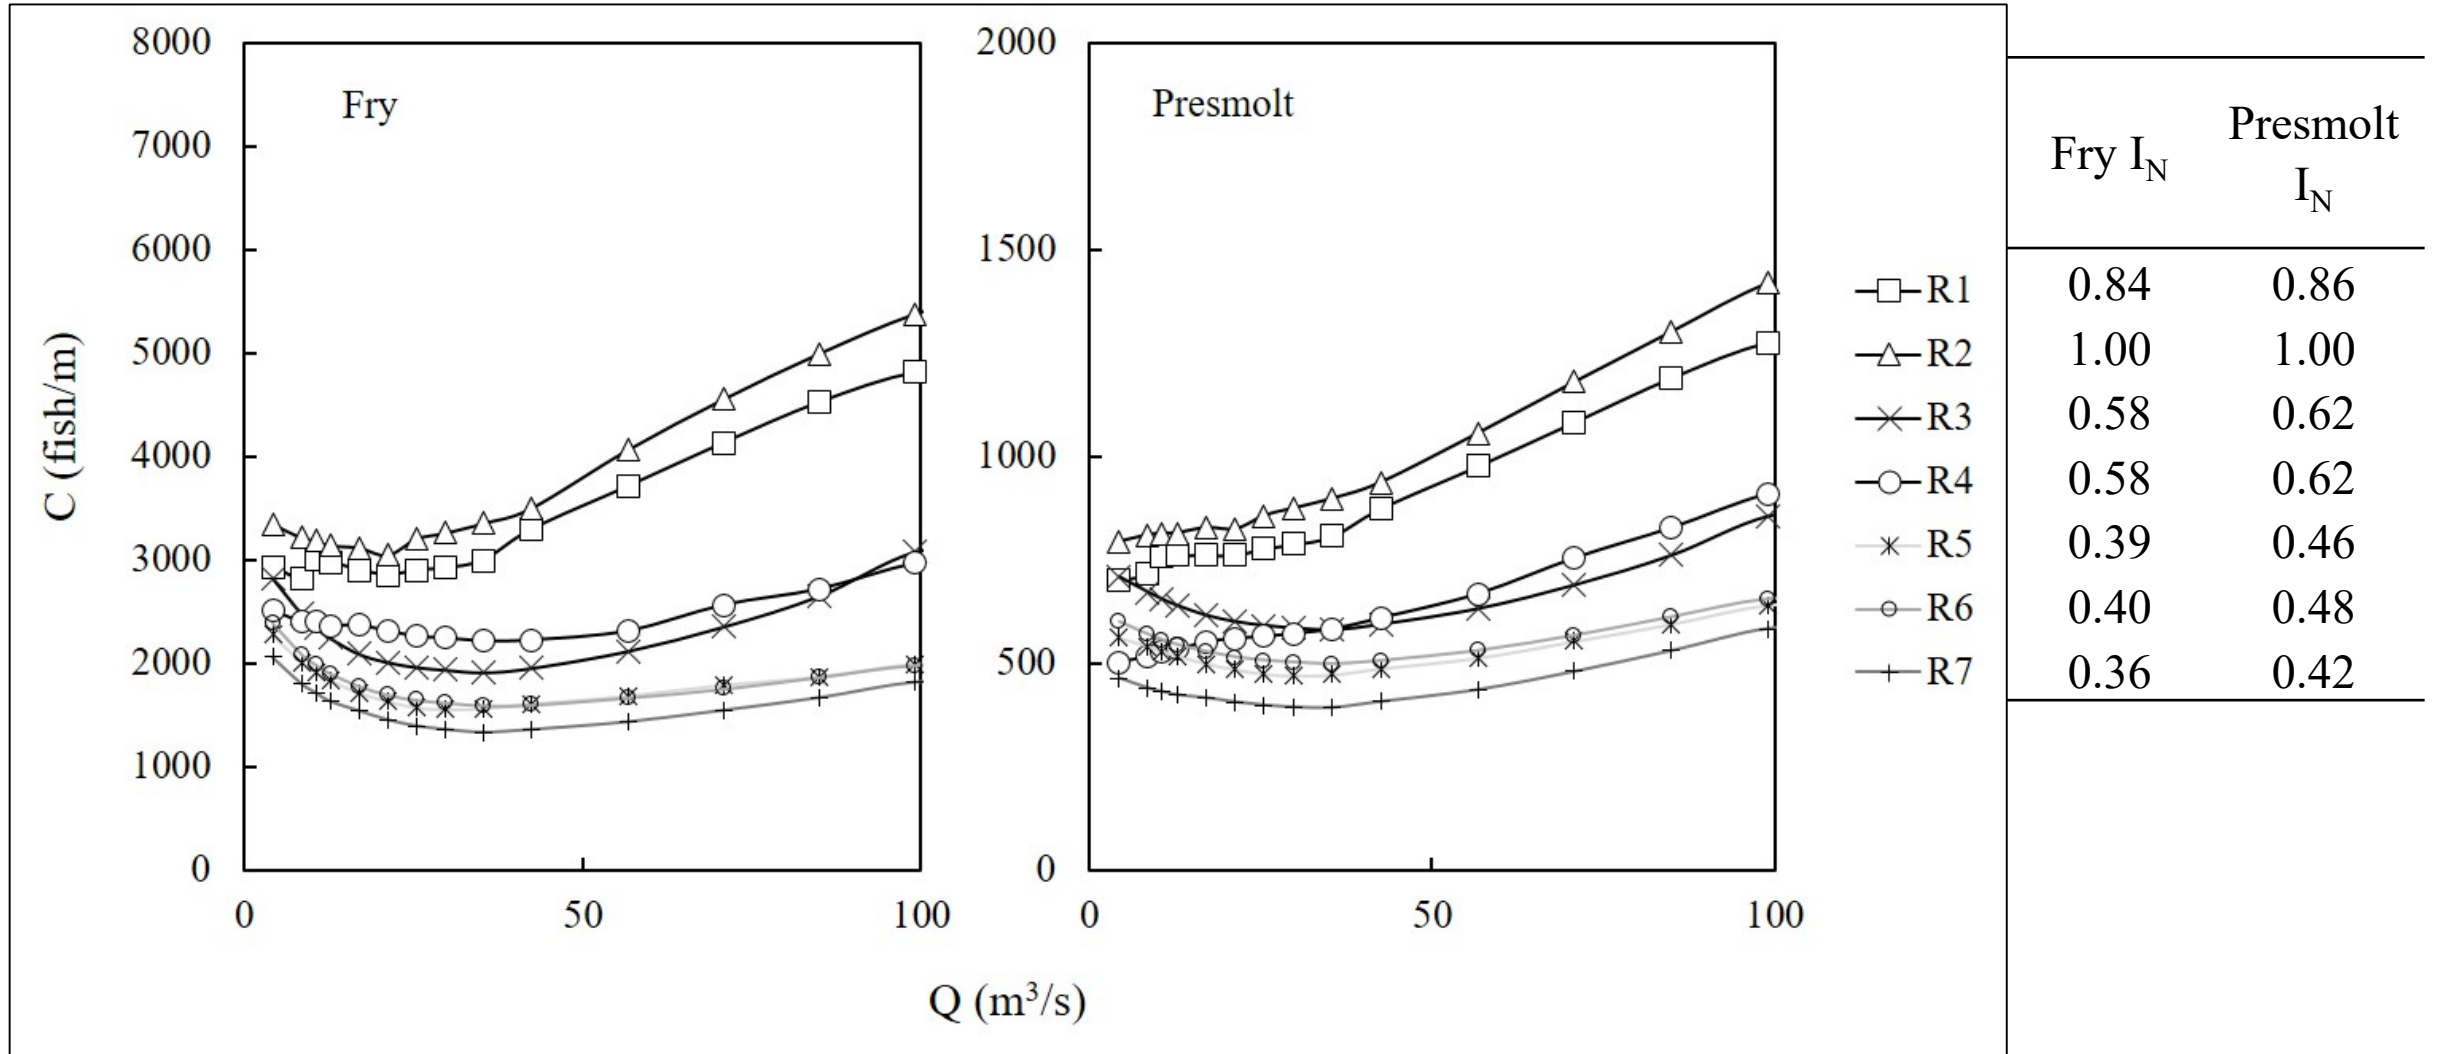 8000
7000
6000
5000
4000
3000
2000
1000
0
0 50 100
Fry
C (fish/m)
2000
1500
1000
500
0
0 50 100
Presmolt
Q (m³/s)
Fry I_N Presmolt I_N
R1 0.84 0.86
R2 1.00 1.00
R3 0.58 0.62
R4 0.58 0.62
R5 0.39 0.46
R6 0.40 0.48
R7 0.36 0.42